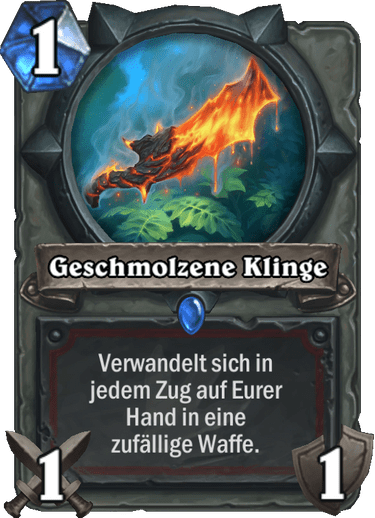 1
Geschmolzene Klinge
Verwandelt sich in
jedem Zug auf Eurer
Hand in eine
zufällige Waffe.
1 1